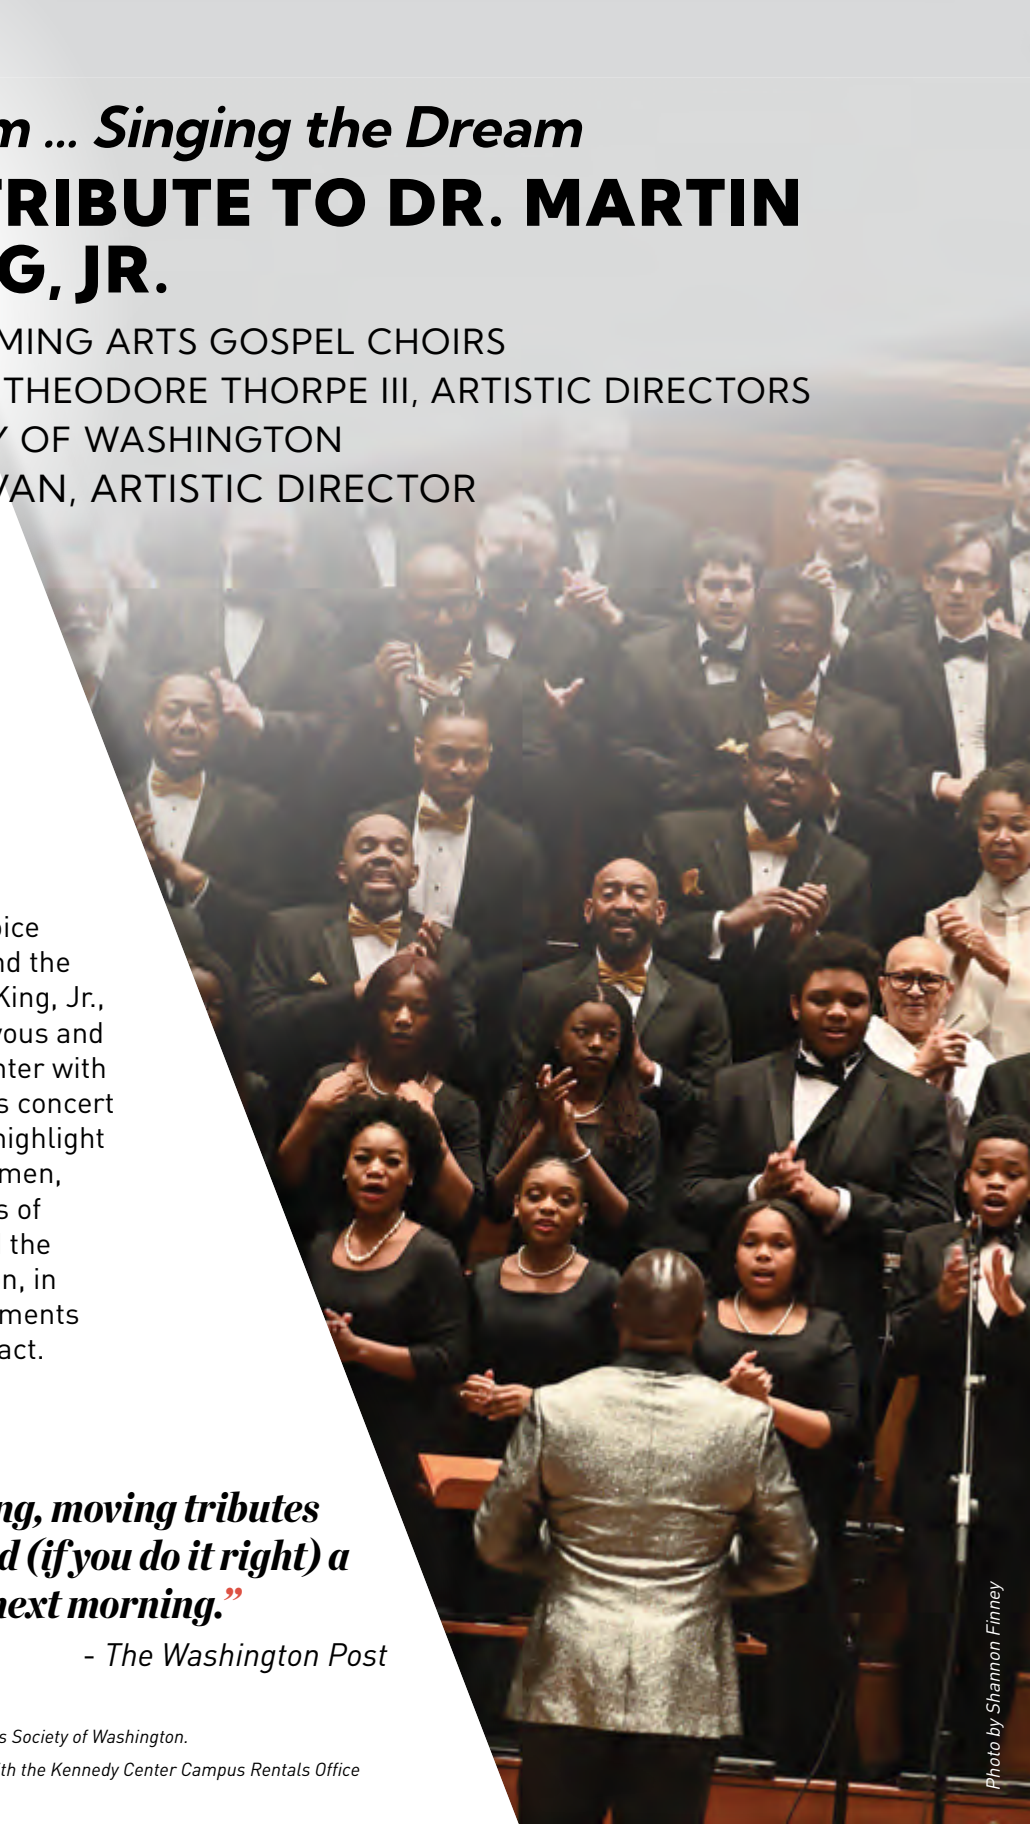 m ... Singing the Dream
TRIBUTE TO DR. MARTIN
G, JR.
MING ARTS GOSPEL CHOIRS
THEODORE THORPE III, ARTISTIC DIRECTORS
Y OF WASHINGTON
VAN, ARTISTIC DIRECTOR
oice
nd the
King, Jr.,
yous and
nter with
s concert
highlight
men,
s of
the
n, in
ments
act.
ng, moving tributes
d (if you do it right) a
next morning.”
- The Washington Post
s Society of Washington.
ith the Kennedy Center Campus Rentals Office
Photo by Shannon Finney